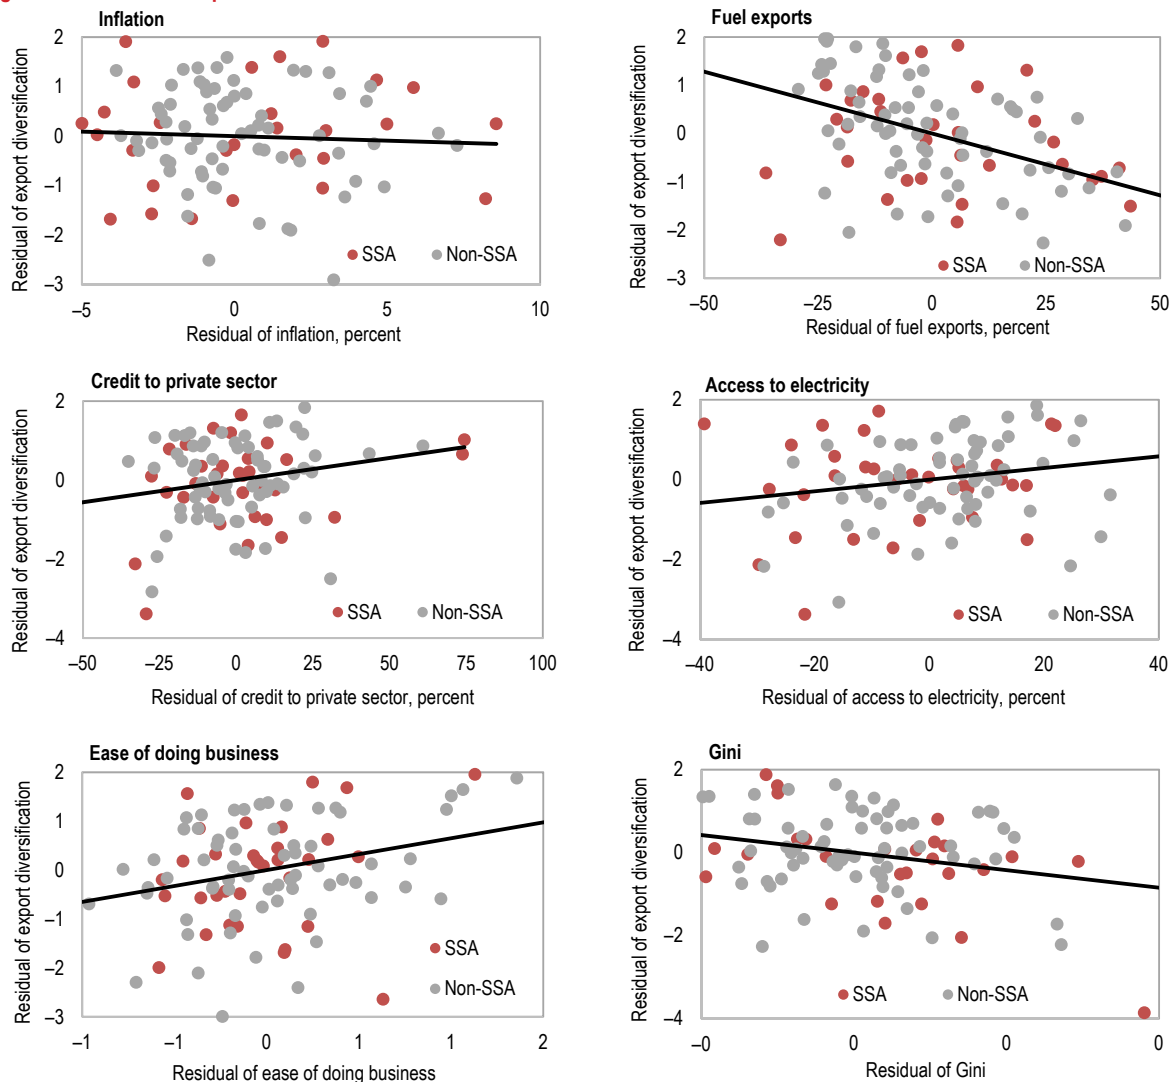 Inflation
2
1
0
–1
–2
–3
–5
0
5
10
Residual of export diversification
Residual of inflation, percent
SSA
Non-SSA
Fuel exports
2
1
0
–1
–2
–3
–50
–25
0
25
50
Residual of export diversification
Residual of fuel exports, percent
SSA
Non-SSA
Credit to private sector
2
0
–2
–4
–50
–25
0
25
50
75
100
Residual of export diversification
Residual of credit to private sector, percent
SSA
Non-SSA
Access to electricity
2
0
–2
–4
–40
–20
0
20
40
Residual of export diversification
Residual of access to electricity, percent
SSA
Non-SSA
Ease of doing business
2
1
0
–1
–2
–3
–1
–1
0
1
1
2
Residual of export diversification
Residual of ease of doing business
SSA
Non-SSA
Gini
2
0
–2
–4
–0
0
0
0
Residual of export diversification
Residual of Gini
SSA
Non-SSA